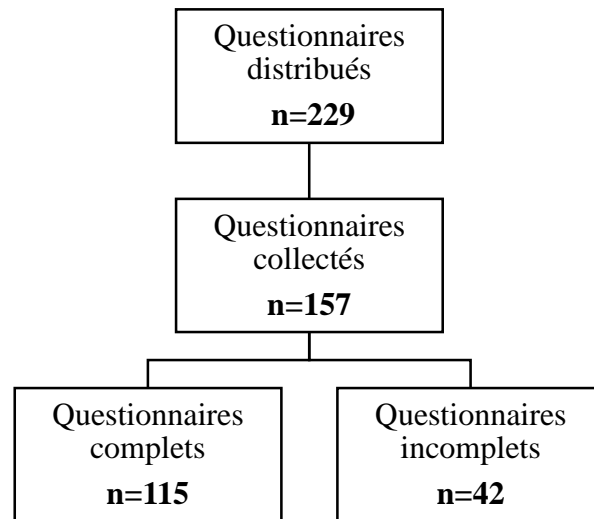 Questionnaires
distribués
n=229
Questionnaires
collectés
n=157
Questionnaires
complets
n=115
Questionnaires
incomplets
n=42